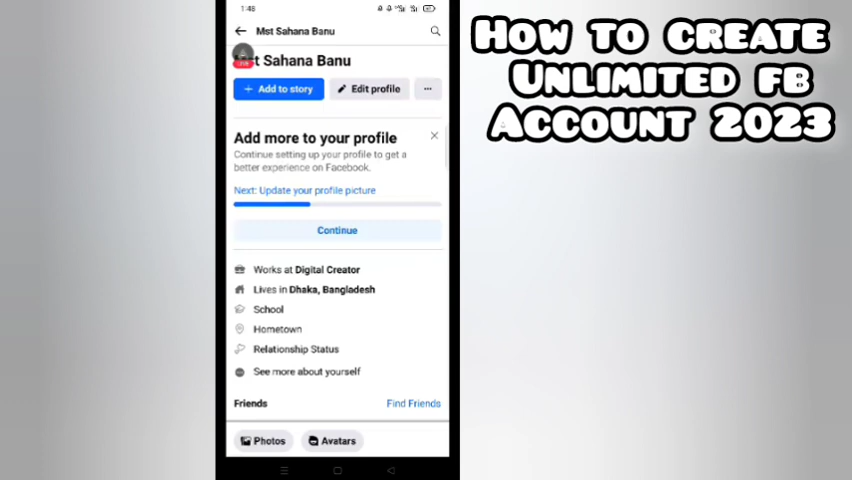 1:46
Mst Sahana Banu
st Sahana Banu
+ Add to story
Edit profile
Add more to your profile
Continue setting up your profile to get a
better experience on Facebook.
Next: Update your profile picture
Continue
Works at Digital Creator
Lives in Dhaka, Bangladesh
School
Hometown
Relationship Status
See more about yourself
Friends
Find Friends
Photos
Avatars
How to create
Unlimited fb
Account 2023